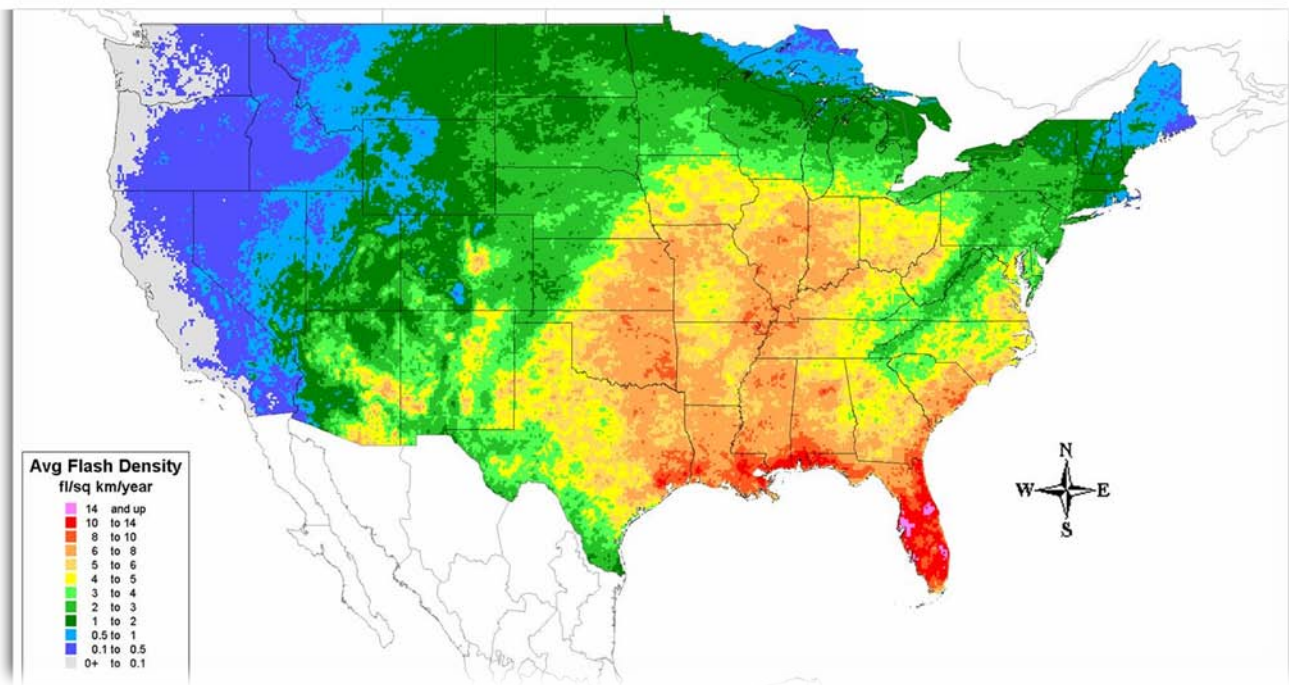 Avg Flash Density
fl/sq km/year
14 and up
10 to 14
8 to 10
6 to 8
5 to 6
4 to 5
3 to 4
2 to 3
1 to 2
0.5 to 1
0.1 to 0.5
0+ to 0.1
N
W E
S